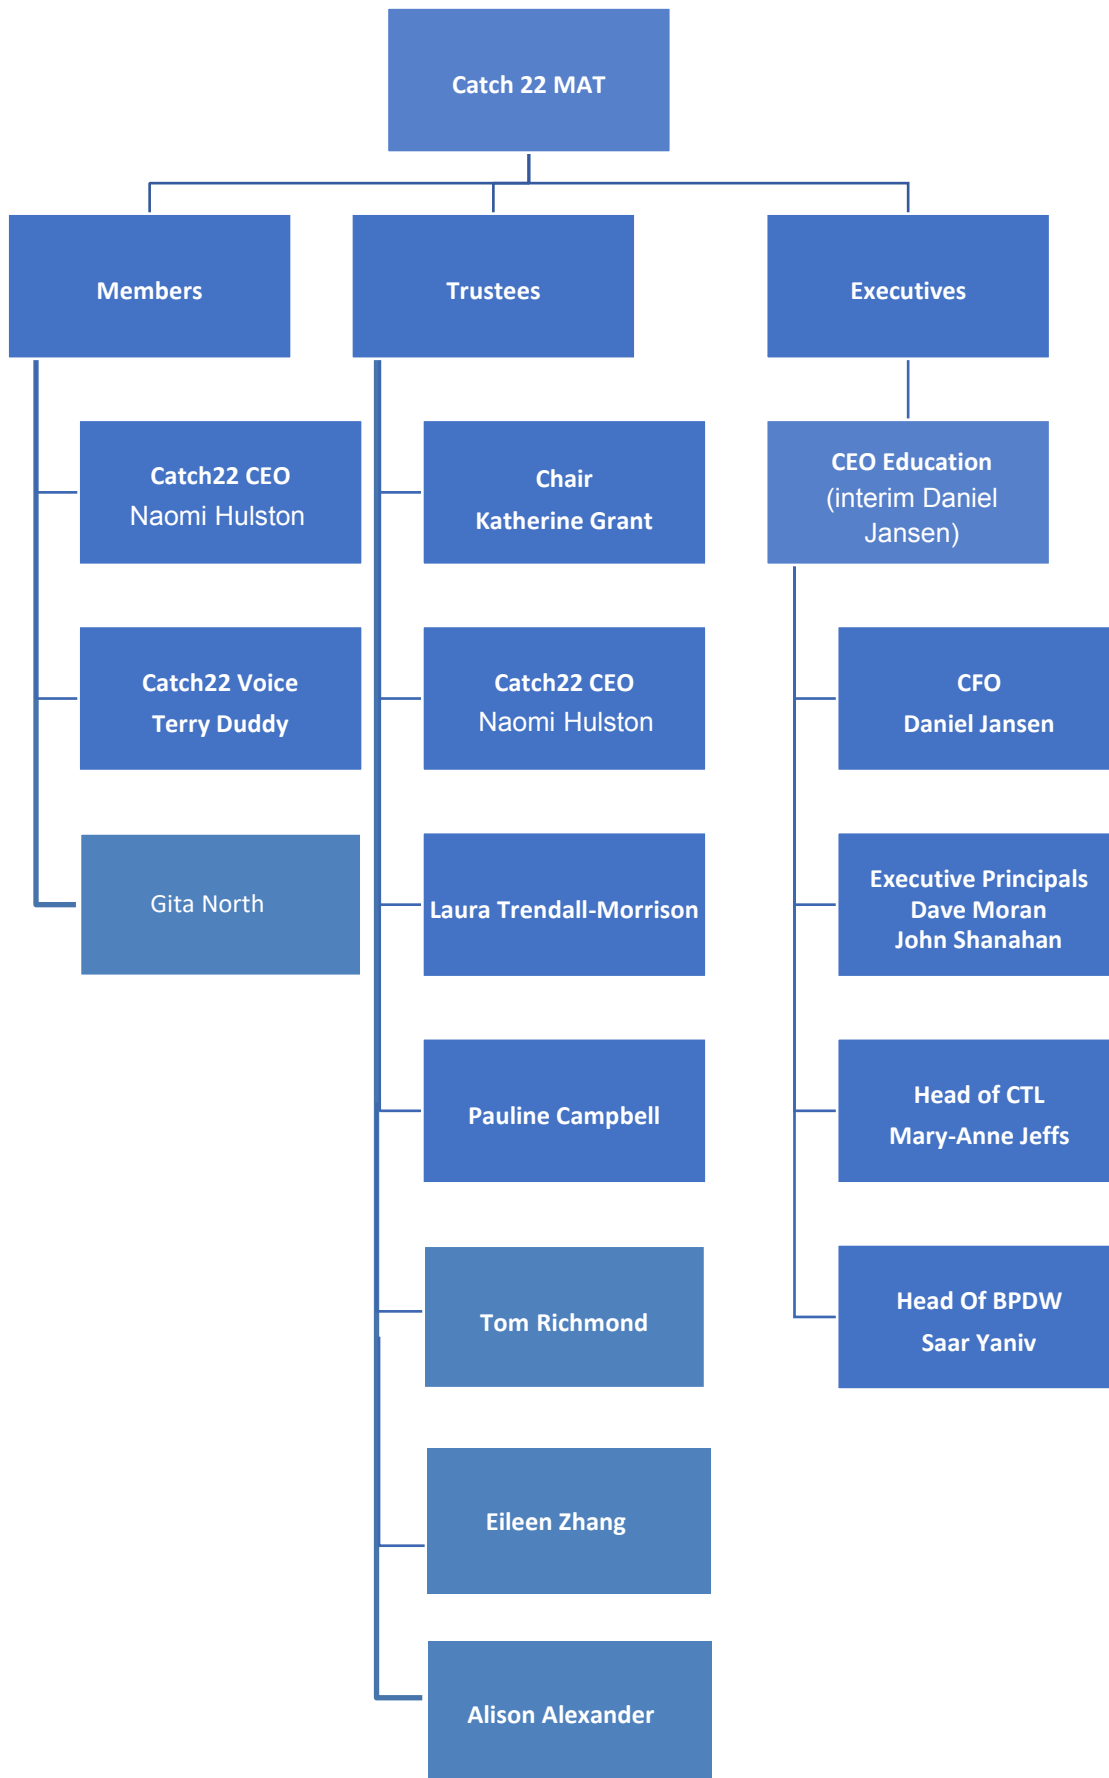 Catch 22 MAT
Members
Trustees
Executives
Catch22 CEO
Naomi Hulston
Catch22 Voice
Terry Duddy
Gita North
Chair
Katherine Grant
Catch22 CEO
Naomi Hulston
Laura Trendall-Morrison
Pauline Campbell
Tom Richmond
Eileen Zhang
Alison Alexander
CEO Education
(interim Daniel
Jansen)
CFO
Daniel Jansen
Executive Principals
Dave Moran
John Shanahan
Head of CTL
Mary-Anne Jeffs
Head Of BPDW
Saar Yaniv